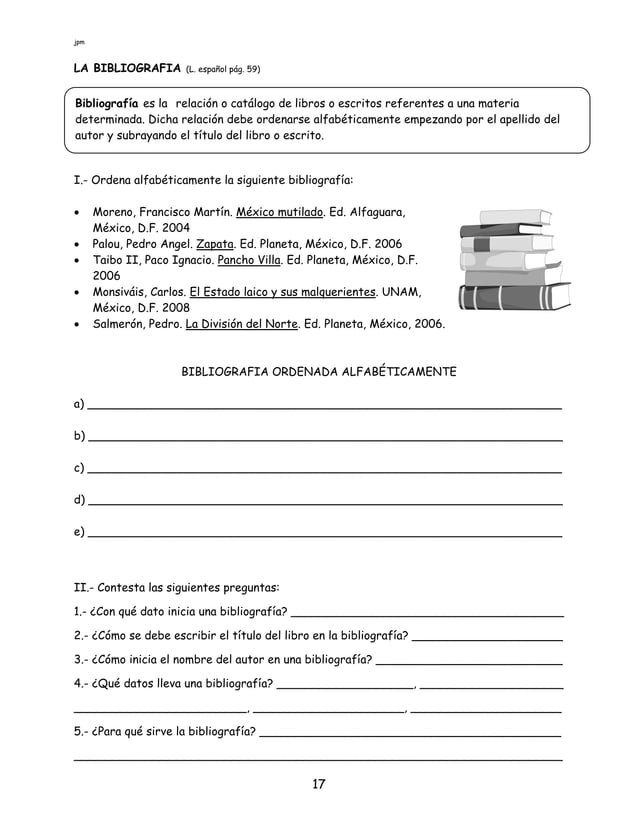 jpm
LA BIBLIOGRAFIA (L. español pág. 59)
Bibliografía es la relación o catálogo de libros o escritos referentes a una materia
determinada. Dicha relación debe ordenarse alfabéticamente empezando por el apellido del
autor y subrayando el título del libro o escrito.
I.- Ordena alfabéticamente la siguiente bibliografía:
• Moreno, Francisco Martín. México mutilado. Ed. Alfaguara,
México, D.F. 2004
• Palou, Pedro Angel. Zapata. Ed. Planeta, México, D.F. 2006
• Taibo II, Paco Ignacio. Pancho Villa. Ed. Planeta, México, D.F.
2006
• Monsiváis, Carlos. El Estado laico y sus malquerientes. UNAM,
México, D.F. 2008
• Salmerón, Pedro. La División del Norte. Ed. Planeta, México, 2006.
BIBLIOGRAFIA ORDENADA ALFABÉTICAMENTE
a) ____________________
b) ____________________
c) ____________________
d) ____________________
e) ____________________
II.- Contesta las siguientes preguntas:
1.- ¿Con qué dato inicia una bibliografía? ____________________
2.- ¿Cómo se debe escribir el título del libro en la bibliografía? ____________________
3.- ¿Cómo inicia el nombre del autor en una bibliografía? ____________________
4.- ¿Qué datos lleva una bibliografía? ____________________, ____________________
____________________, ____________________, ____________________
5.- ¿Para qué sirve la bibliografía? ____________________
____________________
17